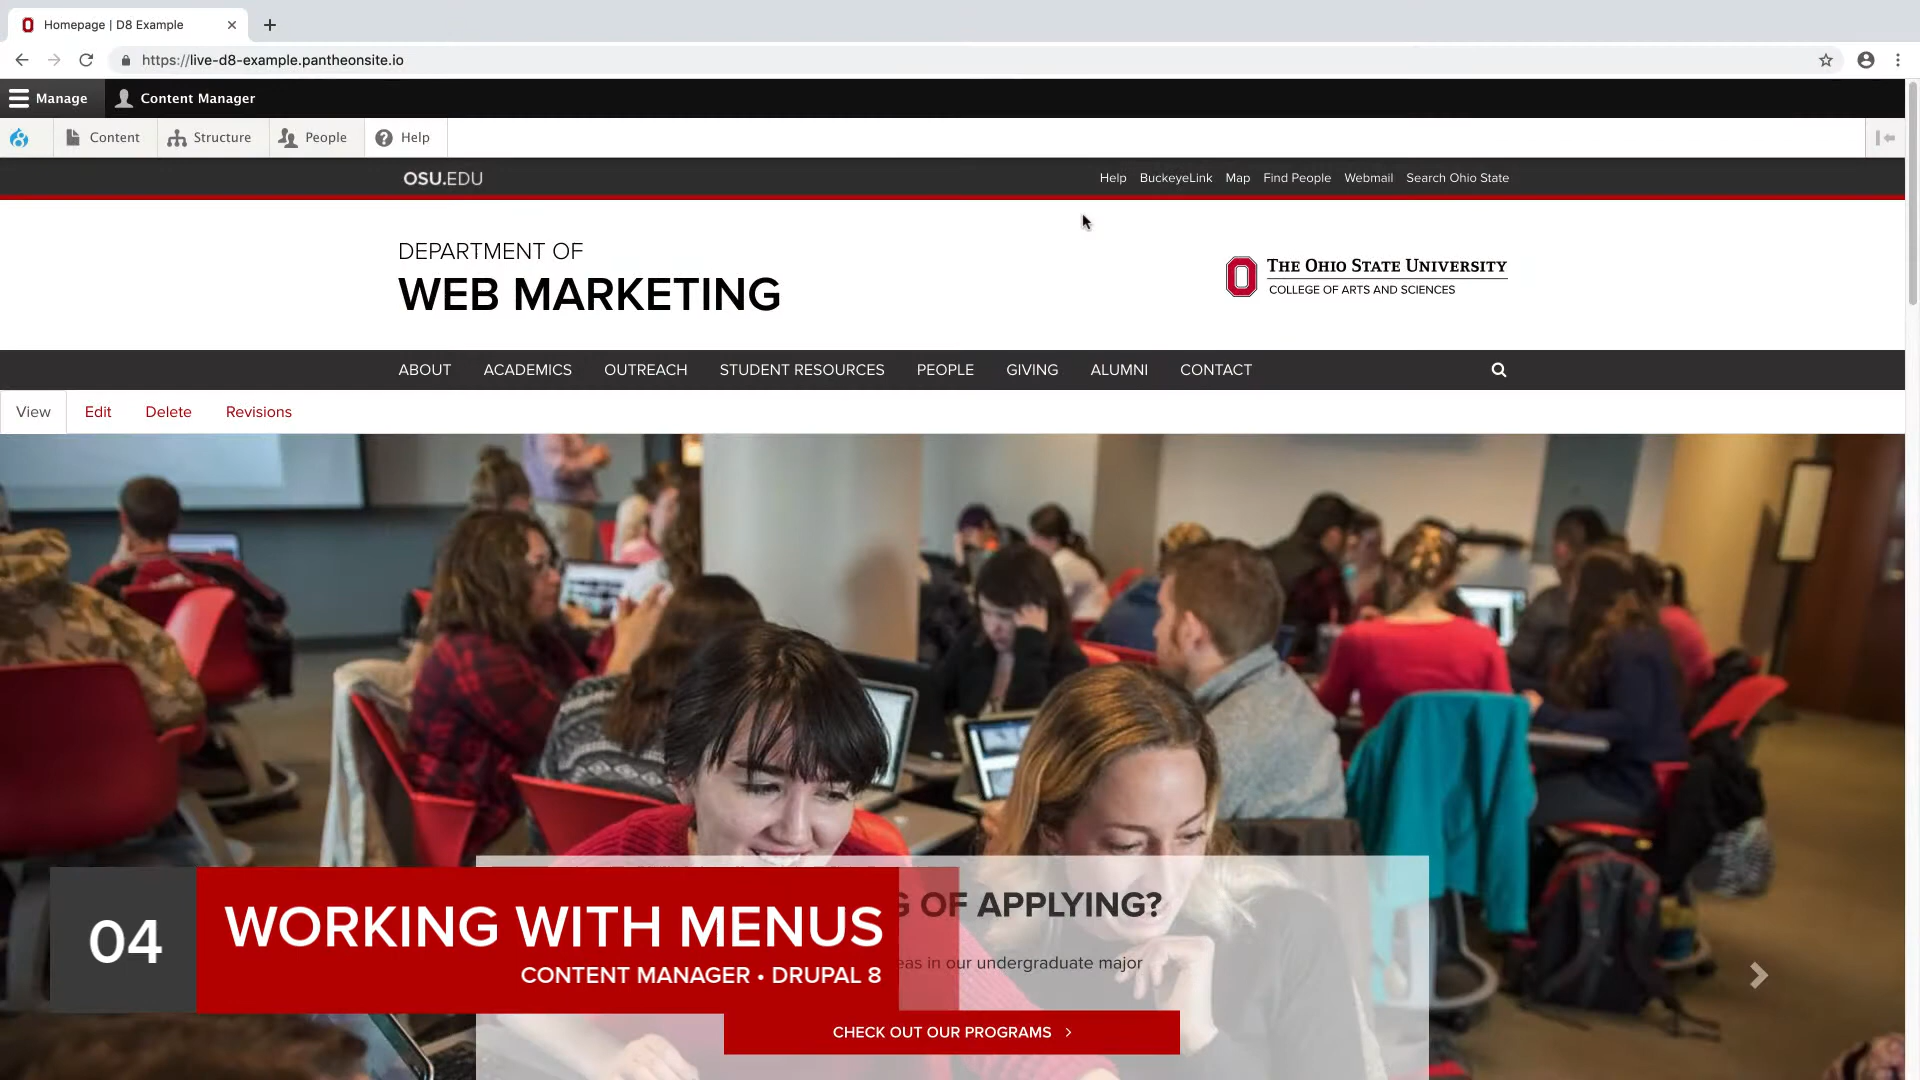 Homepage | D8 Example
https://live-d8-example.pantheonsite.io
Manage Content Manager
Content Structure People Help
OSU.EDU Help BuckeyeLink Map Find People Webmail Search Ohio State
DEPARTMENT OF
WEB MARKETING
THE OHIO STATE UNIVERSITY
COLLEGE OF ARTS AND SCIENCES
ABOUT ACADEMICS OUTREACH STUDENT RESOURCES PEOPLE GIVING ALUMNI CONTACT
View Edit Delete Revisions
OF APPLYING?
in our undergraduate major
CHECK OUT OUR PROGRAMS
04
WORKING WITH MENUS
CONTENT MANAGER • DRUPAL 8